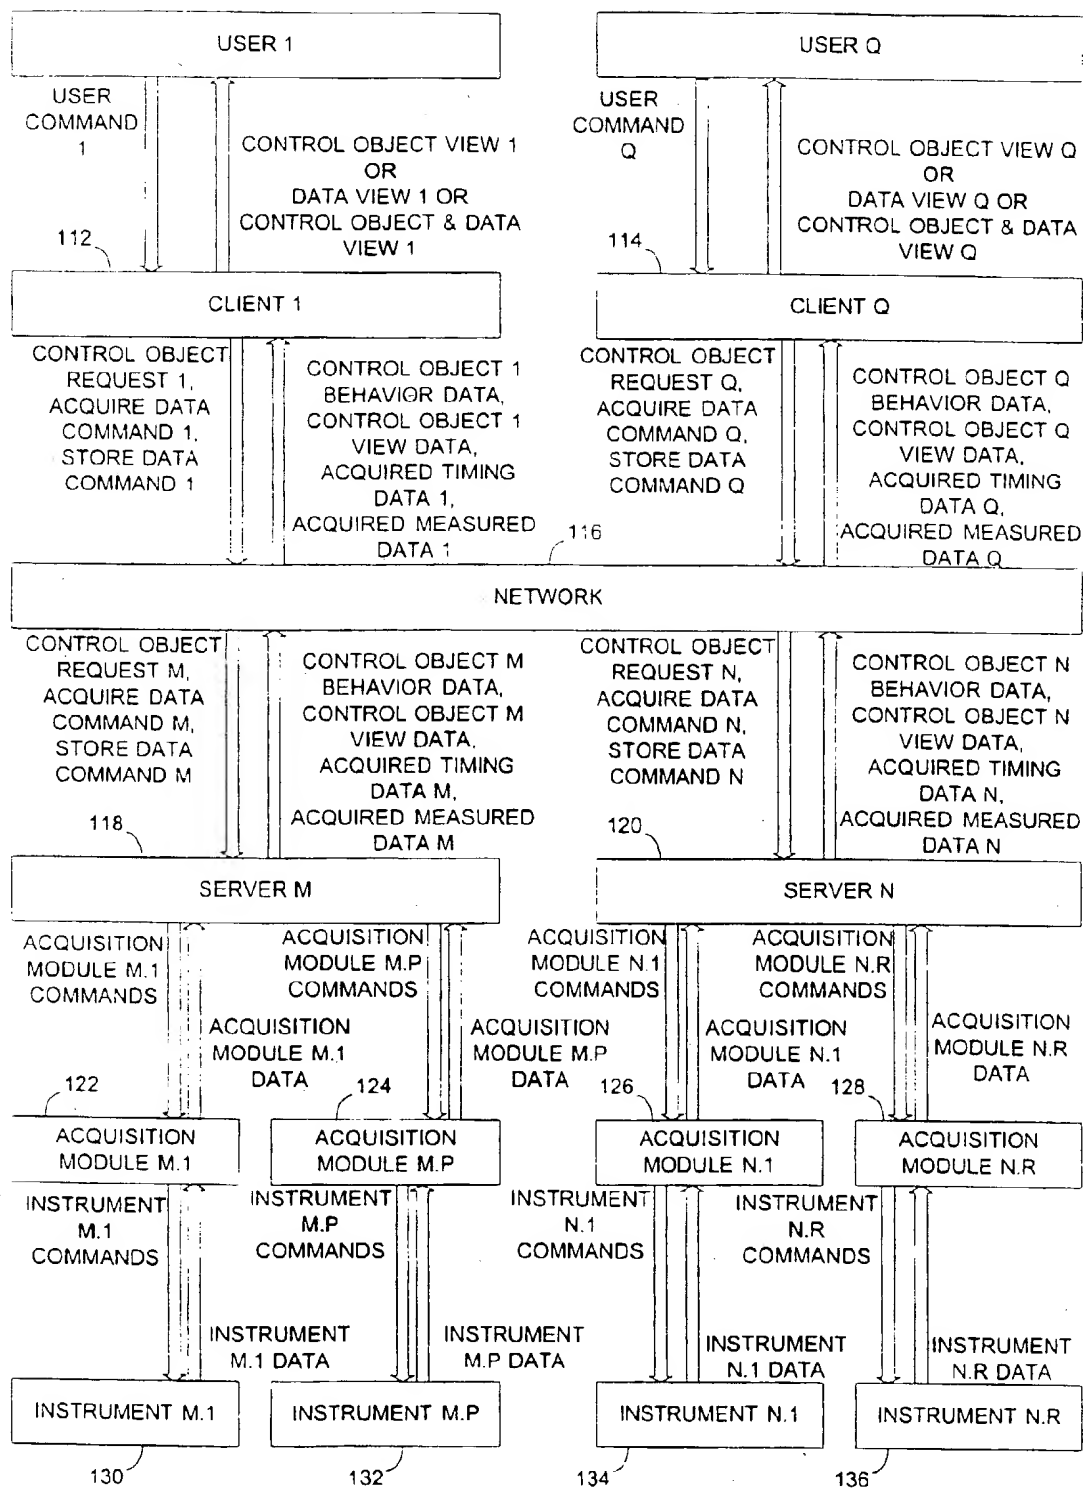 USER 1
USER Q
USER
COMMAND
1
CONTROL OBJECT VIEW 1
OR
DATA VIEW 1 OR
CONTROL OBJECT & DATA
VIEW 1
USER
COMMAND
Q
CONTROL OBJECT VIEW Q
OR
DATA VIEW Q OR
CONTROL OBJECT & DATA
VIEW Q
112
114
CLIENT 1
CLIENT Q
CONTROL OBJECT
REQUEST 1,
ACQUIRE DATA
COMMAND 1,
STORE DATA
COMMAND 1
CONTROL OBJECT 1
BEHAVIOR DATA,
CONTROL OBJECT 1
VIEW DATA,
ACQUIRED TIMING
DATA 1,
ACQUIRED MEASURED
DATA 1
CONTROL OBJECT
REQUEST Q,
ACQUIRE DATA
COMMAND Q,
STORE DATA
COMMAND Q
CONTROL OBJECT Q
BEHAVIOR DATA,
CONTROL OBJECT Q
VIEW DATA,
ACQUIRED TIMING
DATA Q,
ACQUIRED MEASURED
DATA Q
116
NETWORK
CONTROL OBJECT
REQUEST M,
ACQUIRE DATA
COMMAND M,
STORE DATA
COMMAND M
CONTROL OBJECT M
BEHAVIOR DATA,
CONTROL OBJECT M
VIEW DATA,
ACQUIRED TIMING
DATA M,
ACQUIRED MEASURED
DATA M
CONTROL OBJECT
REQUEST N,
ACQUIRE DATA
COMMAND N,
STORE DATA
COMMAND N
CONTROL OBJECT N
BEHAVIOR DATA,
CONTROL OBJECT N
VIEW DATA,
ACQUIRED TIMING
DATA N,
ACQUIRED MEASURED
DATA N
118
120
SERVER M
SERVER N
ACQUISITION
MODULE M.1
COMMANDS
ACQUISITION
MODULE M.P
COMMANDS
ACQUISITION
MODULE N.1
COMMANDS
ACQUISITION
MODULE N.R
COMMANDS
ACQUISITION
MODULE M.1
DATA
ACQUISITION
MODULE M.P
DATA
ACQUISITION
MODULE N.1
DATA
ACQUISITION
MODULE N.R
DATA
122
124
126
128
ACQUISITION
MODULE M.1
ACQUISITION
MODULE M.P
ACQUISITION
MODULE N.1
ACQUISITION
MODULE N.R
INSTRUMENT
M.1
COMMANDS
INSTRUMENT
M.P
COMMANDS
INSTRUMENT
N.1
COMMANDS
INSTRUMENT
N.R
COMMANDS
INSTRUMENT
M.1 DATA
INSTRUMENT
M.P DATA
INSTRUMENT
N.1 DATA
INSTRUMENT
N.R DATA
INSTRUMENT M.1
INSTRUMENT M.P
INSTRUMENT N.1
INSTRUMENT N.R
130
132
134
136